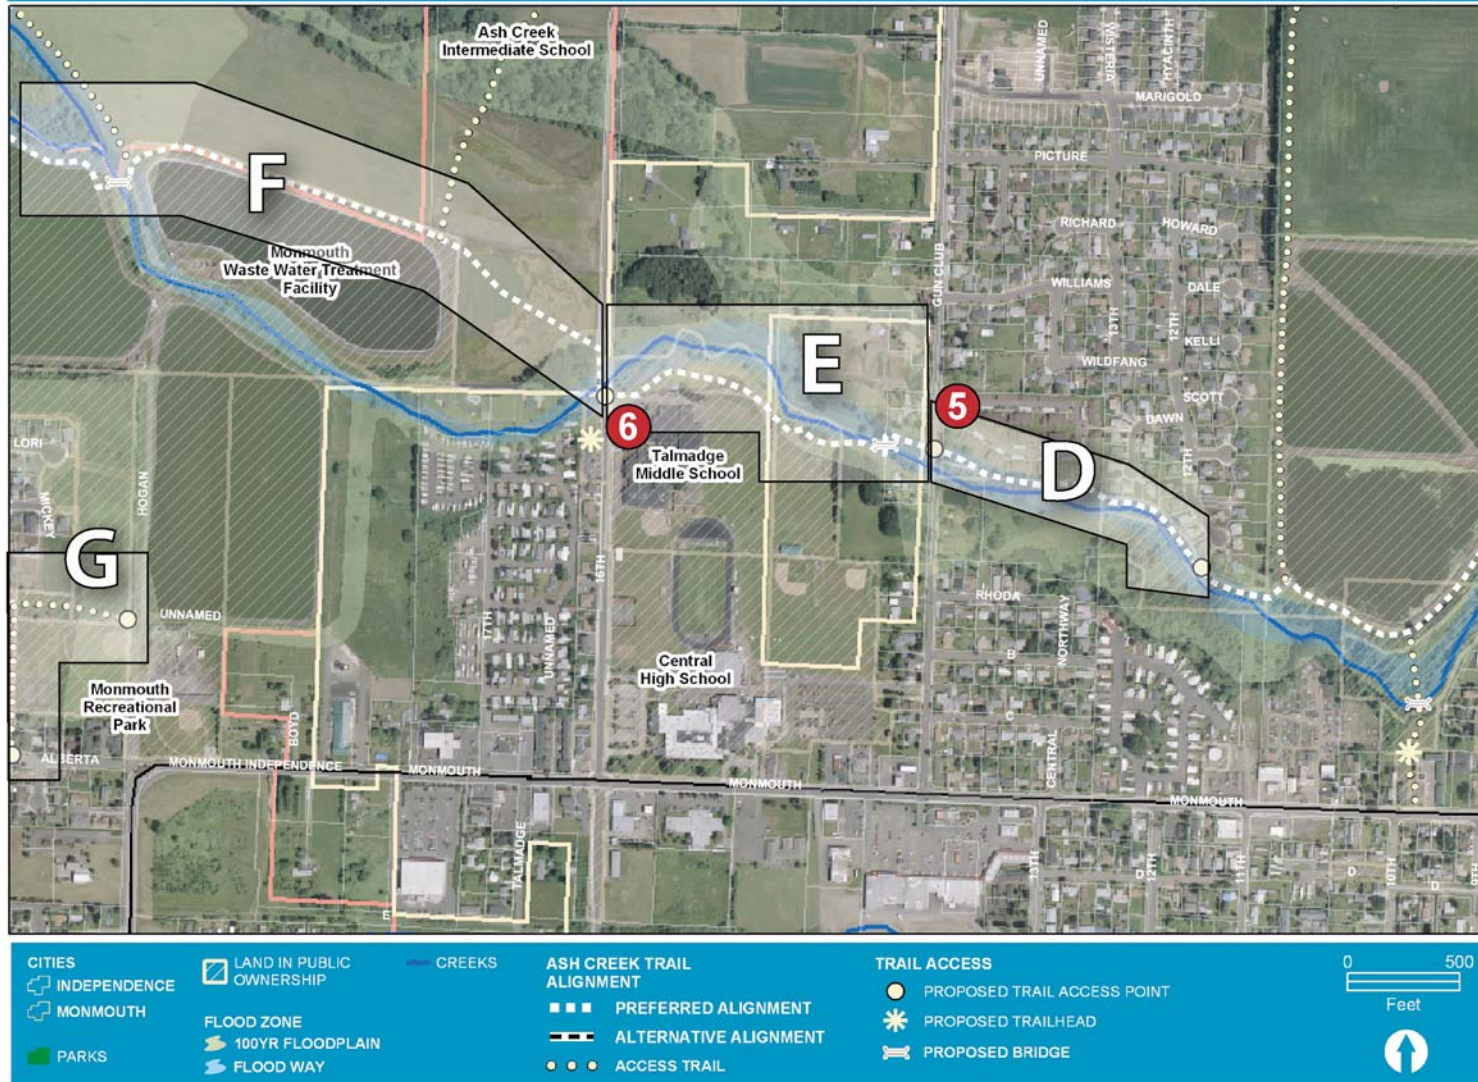 Ash Creek
Intermediate School
UNNAMED
WISTERIA
HYACINTH
MARIGOLD
PICTURE
F
RICHARD
HOWARD
Monmouth
Waste Water Treatment
Facility
GUN CLUB
WILLIAMS
DALE
13TH
12TH
KELLI
E
WILDFANG
SCOTT
5
DAWN
6
LORI
Talmadge
Middle School
12TH
D
MICKEY
HOGAN
G
16TH
RHODA
UNNAMED
17TH
UNNAMED
NORTHWAY
B
Central
High School
Monmouth
Recreational
Park
BOYD
C
CENTRAL
ALBERTA
MONMOUTH INDEPENDENCE
MONMOUTH
MONMOUTH
MONMOUTH
TALMADGE
13TH
D
12TH
11TH
D
10TH
D
9TH
E
CITIES
INDEPENDENCE
MONMOUTH
PARKS
LAND IN PUBLIC
OWNERSHIP
FLOOD ZONE
100YR FLOODPLAIN
FLOOD WAY
CREEKS
ASH CREEK TRAIL
ALIGNMENT
PREFERRED ALIGNMENT
ALTERNATIVE ALIGNMENT
ACCESS TRAIL
TRAIL ACCESS
PROPOSED TRAIL ACCESS POINT
PROPOSED TRAILHEAD
PROPOSED BRIDGE
0 500
Feet